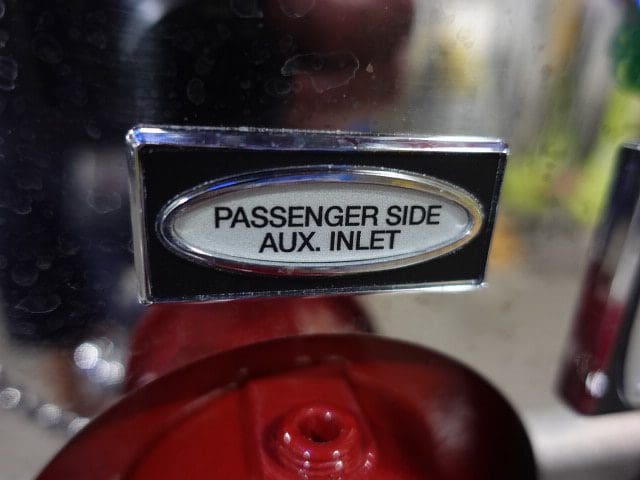 PASSENGER SIDE
AUX. INLET